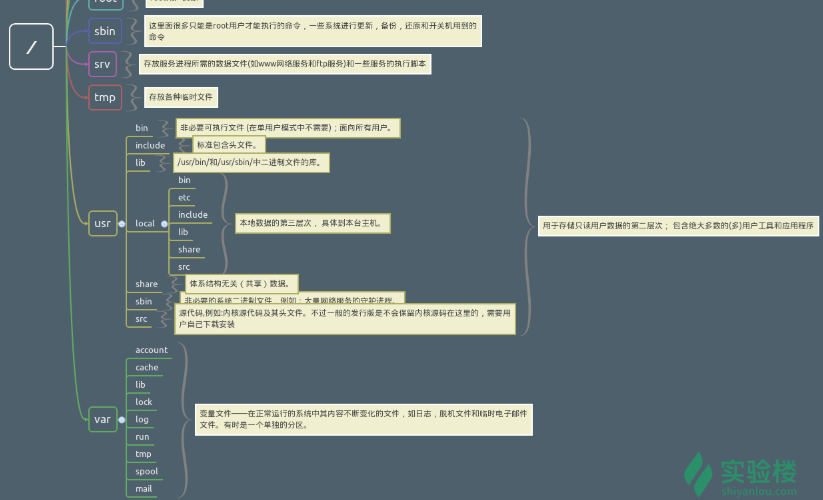 root
/
sbin
这里面很多只能是root用户才能执行的命令，一些系统进行更新，备份，还原和开关机用到的
命令
srv
存放服务进程所需的数据文件(如www网络服务和ftp服务)和一些服务的执行脚本
tmp
存放各种临时文件
bin
非必要可执行文件 (在单用户模式中不需要)；面向所有用户。
include
标准包含头文件。
lib
/usr/bin/和/usr/sbin/中二进制文件的库。
bin
etc
include
usr
local
本地数据的第三层次， 具体到本台主机。
用于存储只读用户数据的第二层次； 包含绝大多数的(多)用户工具和应用程序
lib
share
src
share
体系结构无关（共享）数据。
sbin
非必要的系统二进制文件，例如：大量网络服务的守护进程。
src
源代码,例如:内核源代码及其头文件。不过一般的发行版是不会保留内核源码在这里的，需要用
户自己下载安装
account
cache
lib
lock
var
log
变量文件——在正常运行的系统中其内容不断变化的文件，如日志，脱机文件和临时电子邮件
文件。有时是一个单独的分区。
run
tmp
spool
mail
实验楼
shiyanlou.com